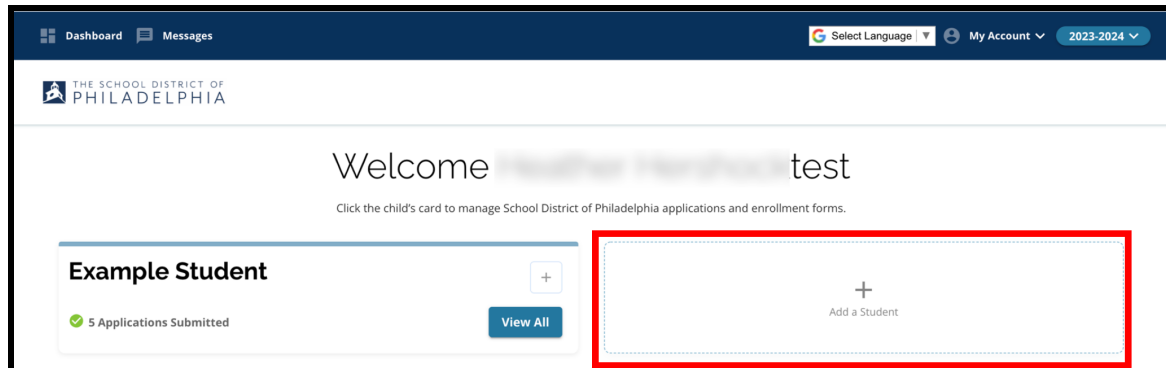 Dashboard Messages Select Language ▼ My Account 2023-2024
THE SCHOOL DISTRICT OF
PHILADELPHIA
Welcome test
Click the child's card to manage School District of Philadelphia applications and enrollment forms.
Example Student +
+
Add a Student
5 Applications Submitted View All